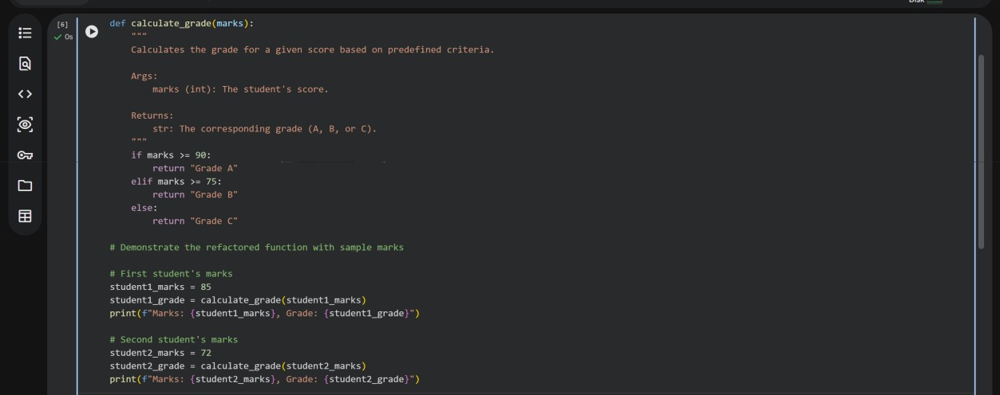 Disk
[6]
0s
def calculate_grade(marks):
    """
    Calculates the grade for a given score based on predefined criteria.

    Args:
        marks (int): The student's score.

    Returns:
        str: The corresponding grade (A, B, or C).
    """
    if marks >= 90:
        return "Grade A"
    elif marks >= 75:
        return "Grade B"
    else:
        return "Grade C"

# Demonstrate the refactored function with sample marks

# First student's marks
student1_marks = 85
student1_grade = calculate_grade(student1_marks)
print(f"Marks: {student1_marks}, Grade: {student1_grade}")

# Second student's marks
student2_marks = 72
student2_grade = calculate_grade(student2_marks)
print(f"Marks: {student2_marks}, Grade: {student2_grade}")